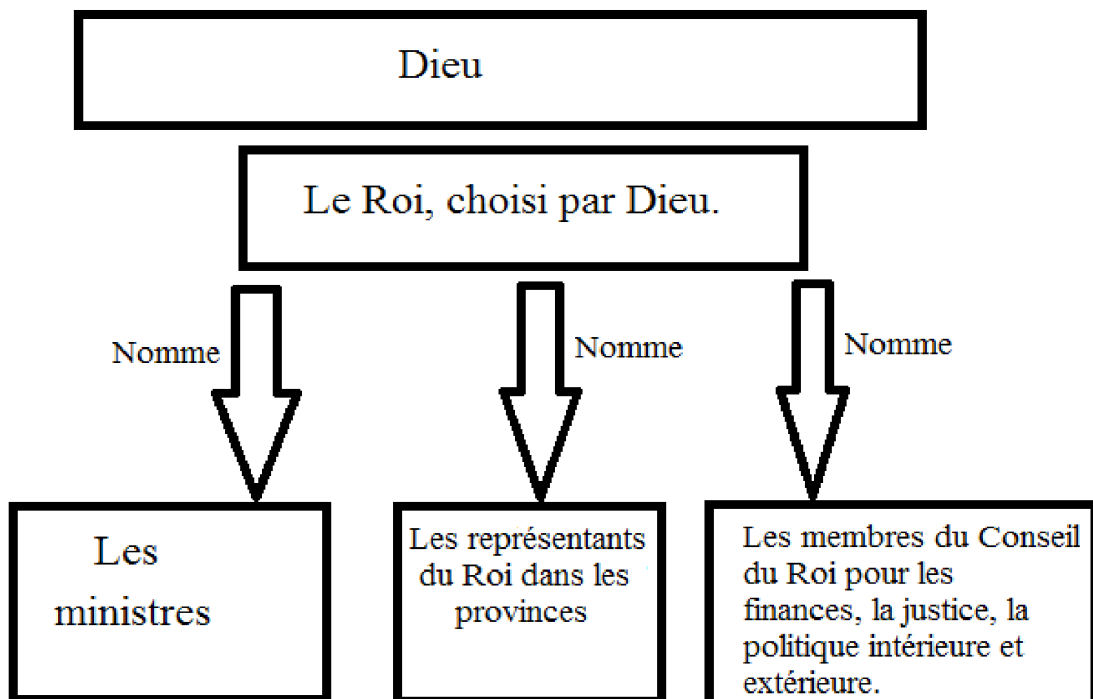 Dieu
Le Roi, choisi par Dieu.
Nomme
Nomme
Nomme
Les
ministres
Les représentants
du Roi dans les
provinces
Les membres du Conseil
du Roi pour les
finances, la justice, la
politique intérieure et
extérieure.